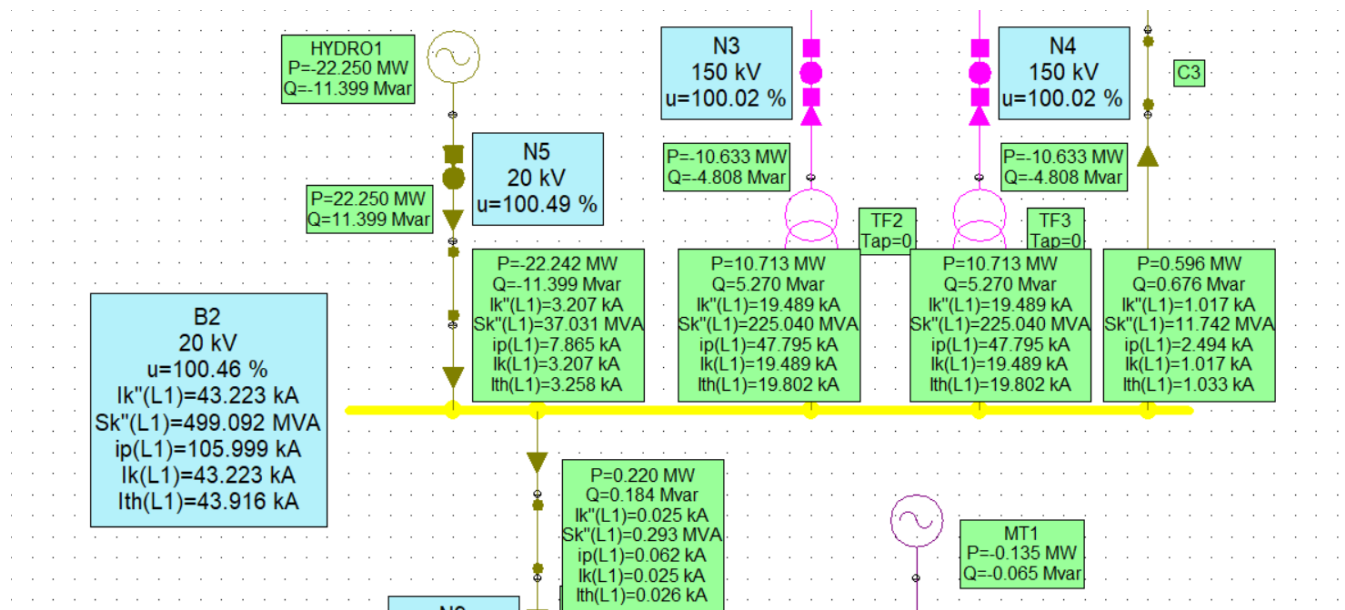 HYDRO1
P=-22.250 MW
Q=-11.399 Mvar
N3
150 kV
u=100.02 %
N4
150 kV
u=100.02 %
C3
N5
20 kV
u=100.49 %
P=22.250 MW
Q=11.399 Mvar
P=-10.633 MW
Q=-4.808 Mvar
P=-10.633 MW
Q=-4.808 Mvar
TF2
Tap=0
TF3
Tap=0
P=-22.242 MW
Q=-11.399 Mvar
Ik"(L1)=3.207 kA
Sk"(L1)=37.031 MVA
ip(L1)=7.865 kA
Ik(L1)=3.207 kA
Ith(L1)=3.258 kA
P=10.713 MW
Q=5.270 Mvar
Ik"(L1)=19.489 kA
Sk"(L1)=225.040 MVA
ip(L1)=47.795 kA
Ik(L1)=19.489 kA
Ith(L1)=19.802 kA
P=10.713 MW
Q=5.270 Mvar
Ik"(L1)=19.489 kA
Sk"(L1)=225.040 MVA
ip(L1)=47.795 kA
Ik(L1)=19.489 kA
Ith(L1)=19.802 kA
P=0.596 MW
Q=0.676 Mvar
Ik"(L1)=1.017 kA
Sk"(L1)=11.742 MVA
ip(L1)=2.494 kA
Ik(L1)=1.017 kA
Ith(L1)=1.033 kA
B2
20 kV
u=100.46 %
Ik"(L1)=43.223 kA
Sk"(L1)=499.092 MVA
ip(L1)=105.999 kA
Ik(L1)=43.223 kA
Ith(L1)=43.916 kA
P=0.220 MW
Q=0.184 Mvar
Ik"(L1)=0.025 kA
Sk"(L1)=0.293 MVA
ip(L1)=0.062 kA
Ik(L1)=0.025 kA
Ith(L1)=0.026 kA
MT1
P=-0.135 MW
Q=-0.065 Mvar